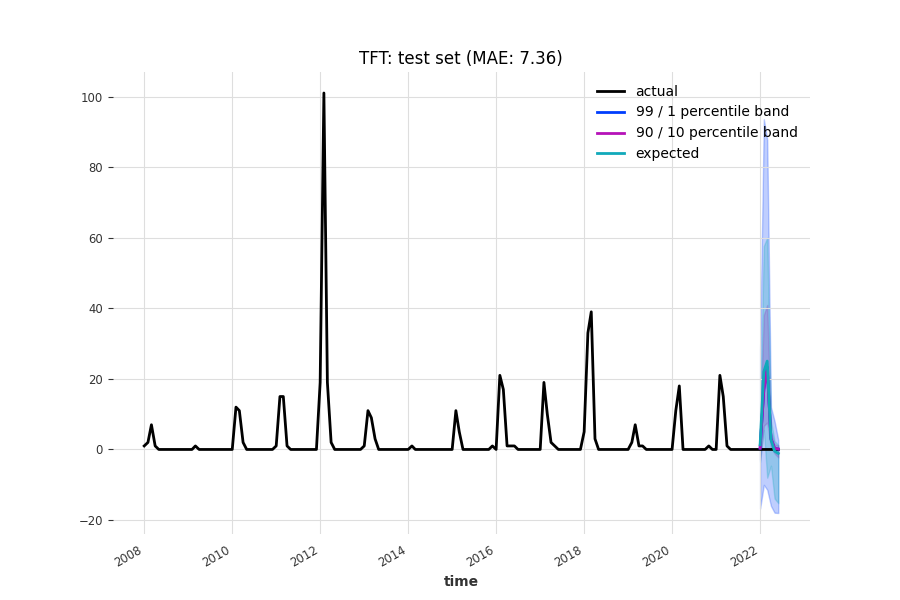 TFT: test set (MAE: 7.36)
actual
99 / 1 percentile band
90 / 10 percentile band
expected
100
80
60
40
20
0
−20
2008
2010
2012
2014
2016
2018
2020
2022
time